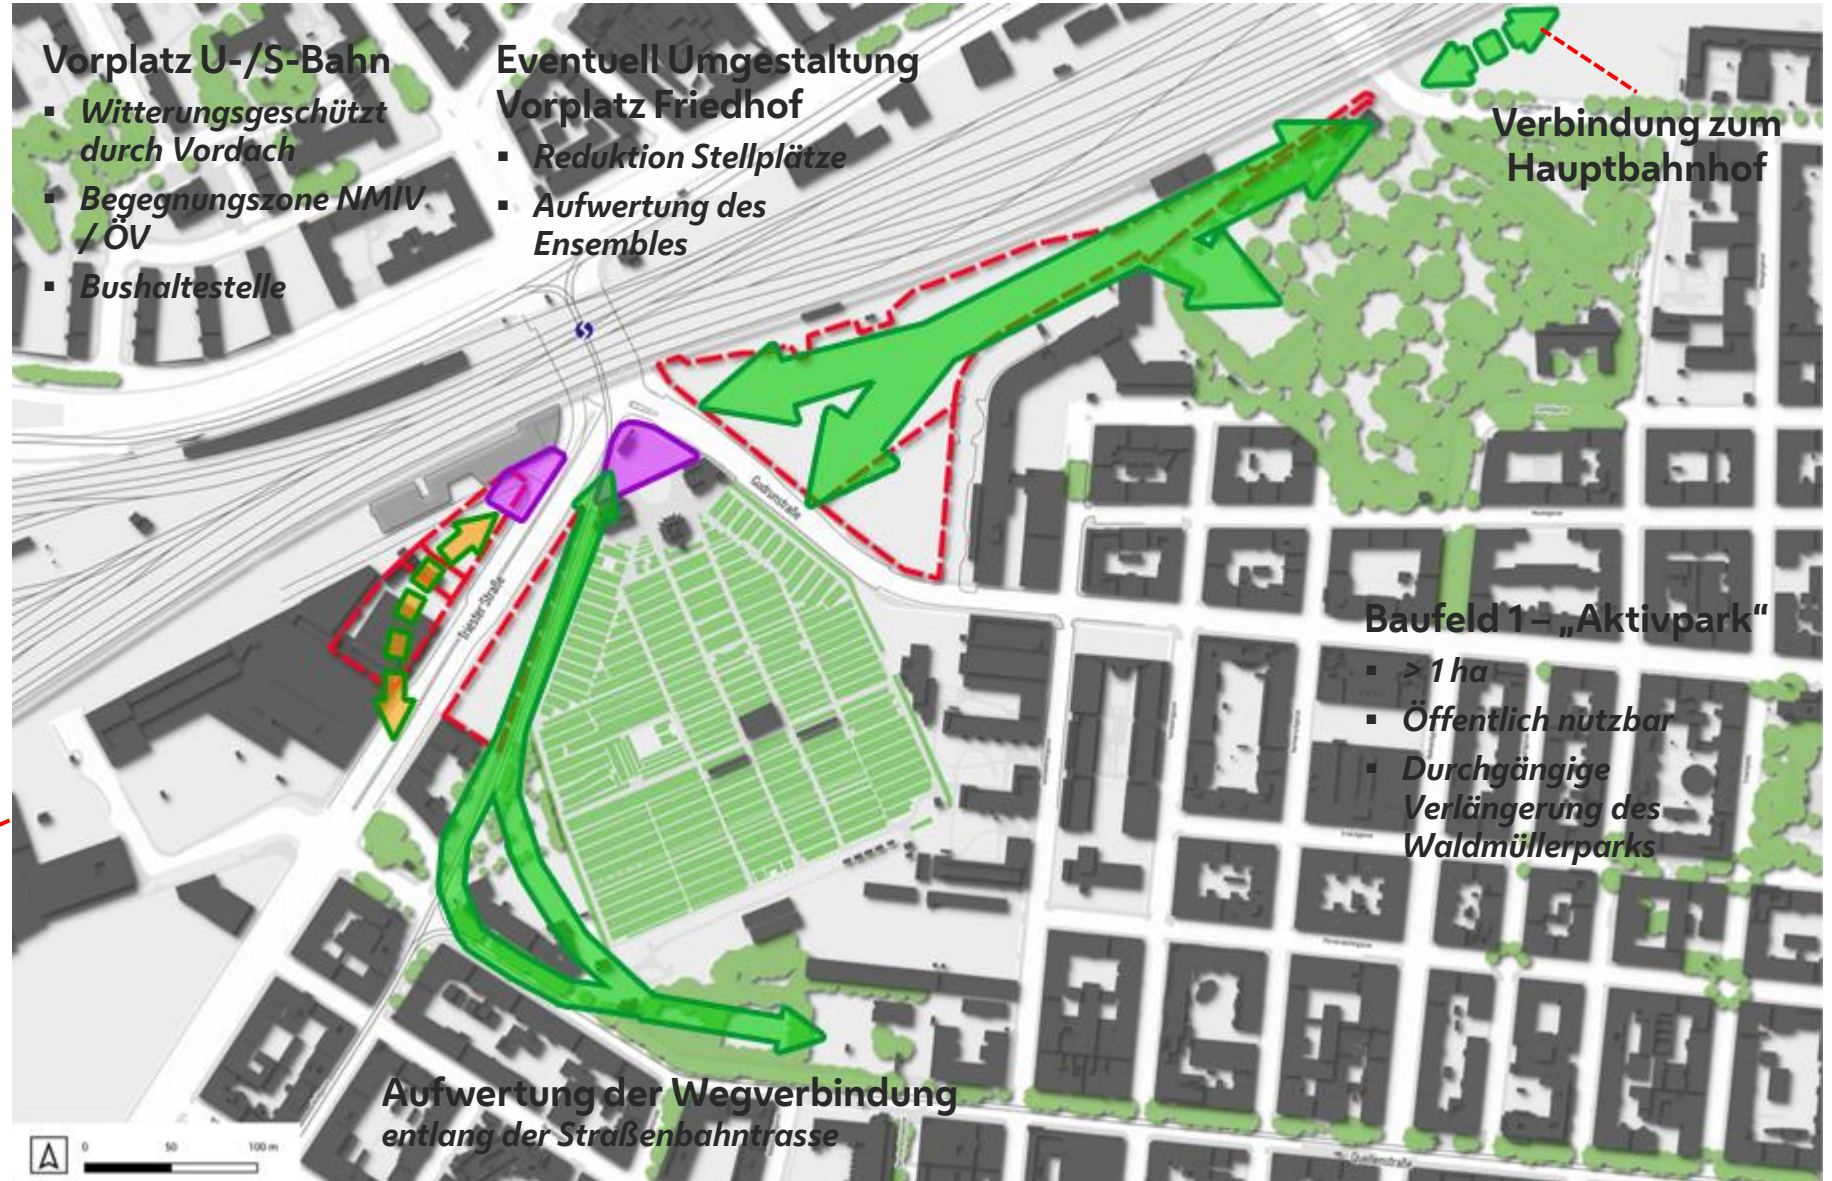 Vorplatz U-/S-Bahn
▪ Witterungsgeschützt
durch Vordach
▪ Begegnungszone NMIV
/ ÖV
▪ Bushaltestelle
Eventuell Umgestaltung
Vorplatz Friedhof
▪ Reduktion Stellplätze
▪ Aufwertung des
Ensembles
Verbindung zum
Hauptbahnhof
Gudrunstraße
Triester Straße
Baufeld 1 – „Aktivpark“
▪ > 1 ha
▪ Öffentlich nutzbar
▪ Durchgängige
Verlängerung des
Waldmüllerparks
Aufwertung der Wegverbindung
entlang der Straßenbahntrasse
0 50 100 m
Quellenstraße